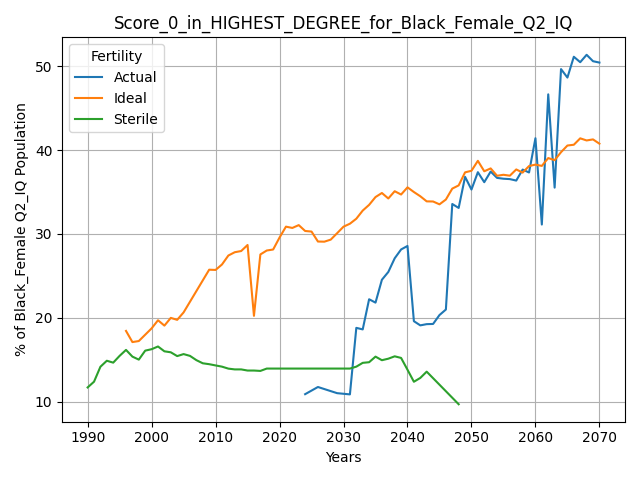 Score_0_in_HIGHEST_DEGREE_for_Black_Female_Q2_IQ
Fertility
Actual
Ideal
Sterile
% of Black_Female Q2_IQ Population
50
40
30
20
10
1990 2000 2010 2020 2030 2040 2050 2060 2070
Years